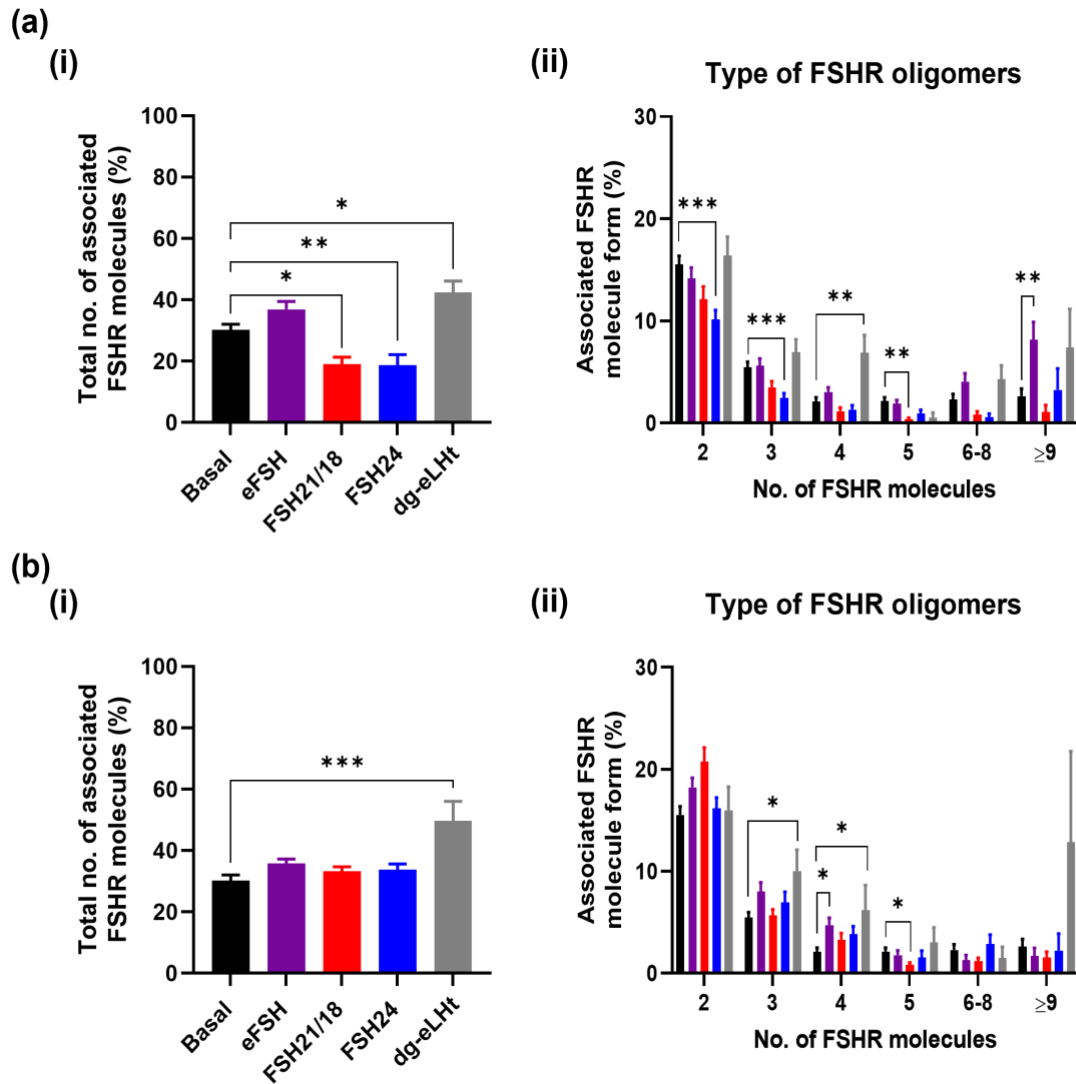 (a)
(i)
Total no. of associated
FSHR molecules (%)
100
80
60
40
20
0
*
**
*
Basal
eFSH
FSH21/18
FSH24
dg-eLHt
(ii)
Type of FSHR oligomers
Associated FSHR
molecule form (%)
30
20
10
0
***
***
**
**
**
2 3 4 5 6-8 ≥9
No. of FSHR molecules
(b)
(i)
Total no. of associated
FSHR molecules (%)
100
80
60
40
20
0
***
Basal
eFSH
FSH21/18
FSH24
dg-eLHt
(ii)
Type of FSHR oligomers
Associated FSHR
molecule form (%)
30
20
10
0
*
*
*
*
2 3 4 5 6-8 ≥9
No. of FSHR molecules